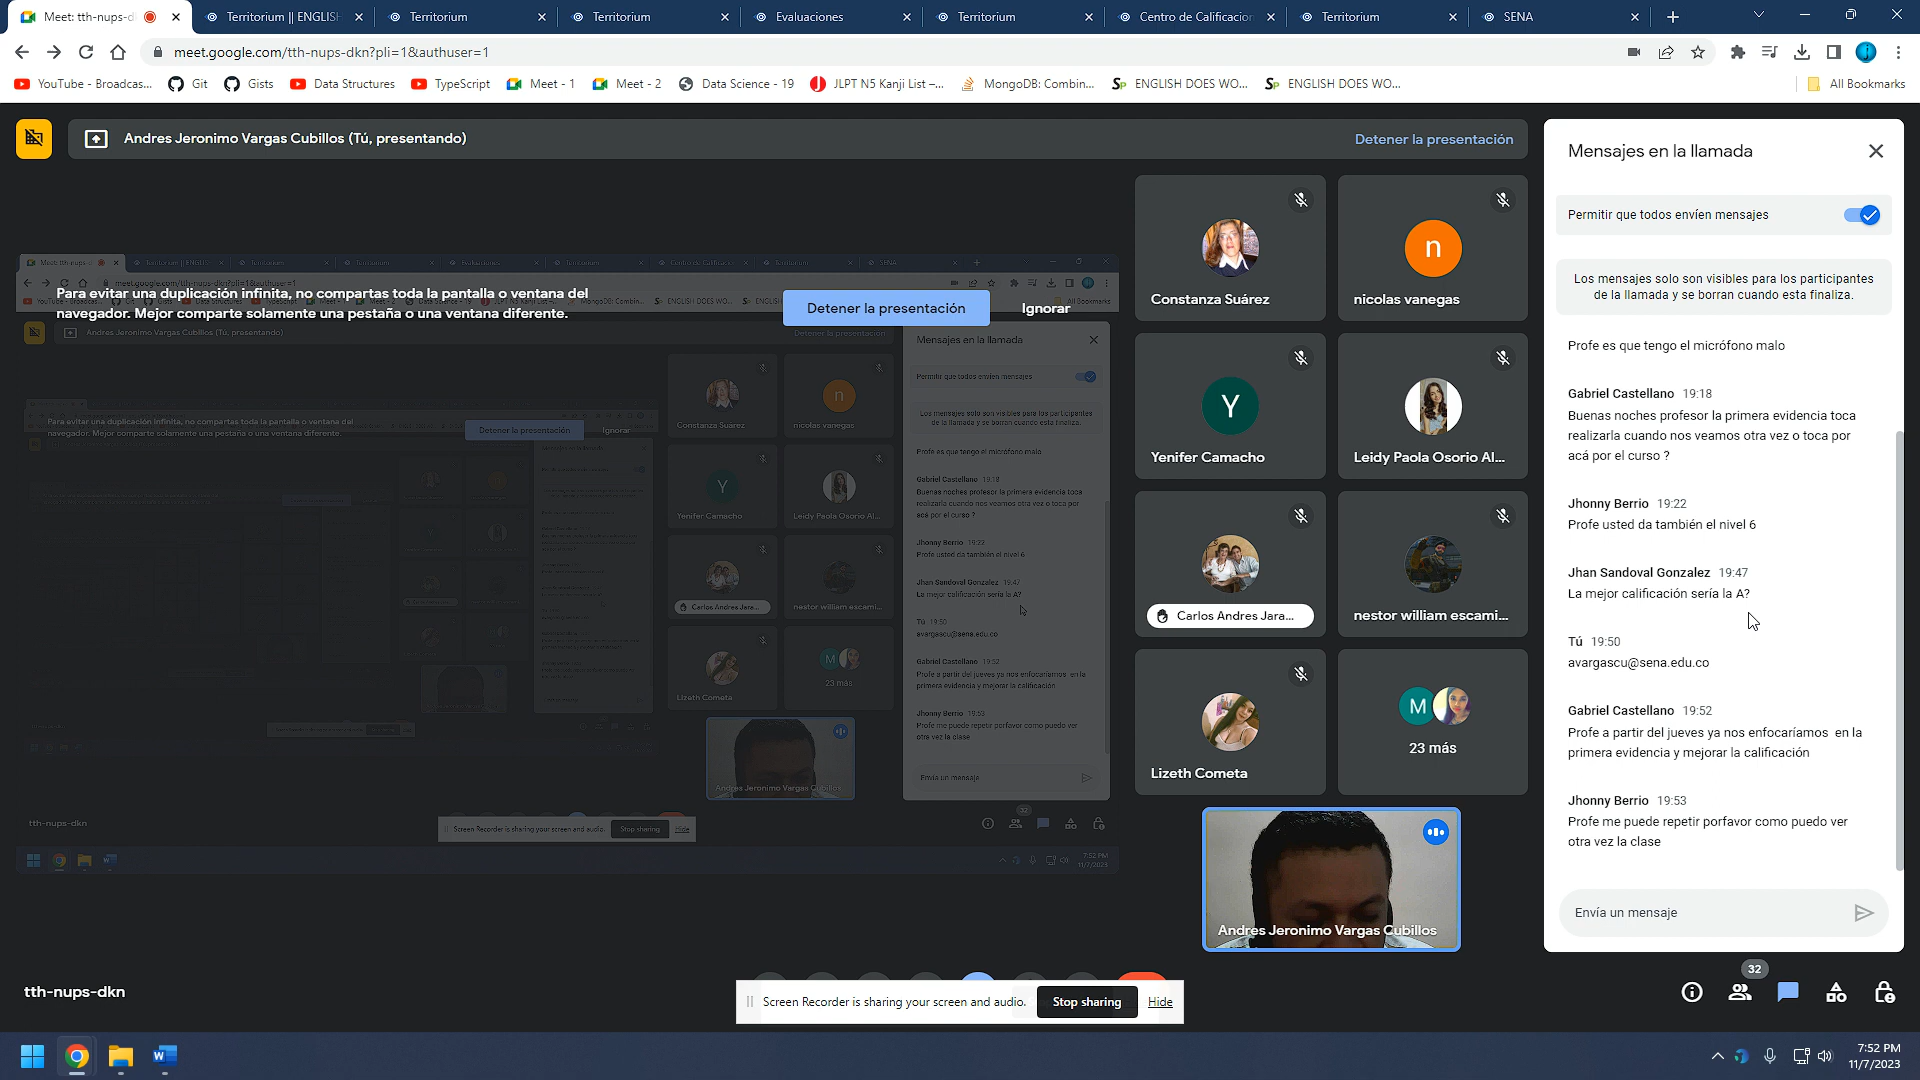 Meet: tth-nups-d
Territorium || ENGLISH
Territorium
Territorium
Evaluaciones
Territorium
Centro de Calificacion
Territorium
SENA
meet.google.com/tth-nups-dkn?pli=1&authuser=1
YouTube - Broadcas...
Git
Gists
Data Structures
TypeScript
Meet - 1
Meet - 2
Data Science - 19
JLPT N5 Kanji List –...
MongoDB: Combin...
ENGLISH DOES WO...
ENGLISH DOES WO...
All Bookmarks
Andres Jeronimo Vargas Cubillos (Tú, presentando)
Detener la presentación
Para evitar una duplicación infinita, no compartas toda la pantalla o ventana del
navegador. Mejor comparte solamente una pestaña o una ventana diferente.
Detener la presentación
Ignorar
Constanza Suárez
n
nicolas vanegas
Y
Yenifer Camacho
Leidy Paola Osorio Al...
Carlos Andres Jara...
nestor william escami...
Lizeth Cometa
M
23 más
Andres Jeronimo Vargas Cubillos
Mensajes en la llamada
Permitir que todos envíen mensajes
Los mensajes solo son visibles para los participantes
de la llamada y se borran cuando esta finaliza.
Profe es que tengo el micrófono malo
Gabriel Castellano 19:18
Buenas noches profesor la primera evidencia toca
realizarla cuando nos veamos otra vez o toca por
acá por el curso ?
Jhonny Berrio 19:22
Profe usted da también el nivel 6
Jhan Sandoval Gonzalez 19:47
La mejor calificación sería la A?
Tú 19:50
avargascu@sena.edu.co
Gabriel Castellano 19:52
Profe a partir del jueves ya nos enfocaríamos en la
primera evidencia y mejorar la calificación
Jhonny Berrio 19:53
Profe me puede repetir porfavor como puedo ver
otra vez la clase
Envía un mensaje
tth-nups-dkn
Screen Recorder is sharing your screen and audio.
Stop sharing
Hide
32
7:52 PM
11/7/2023